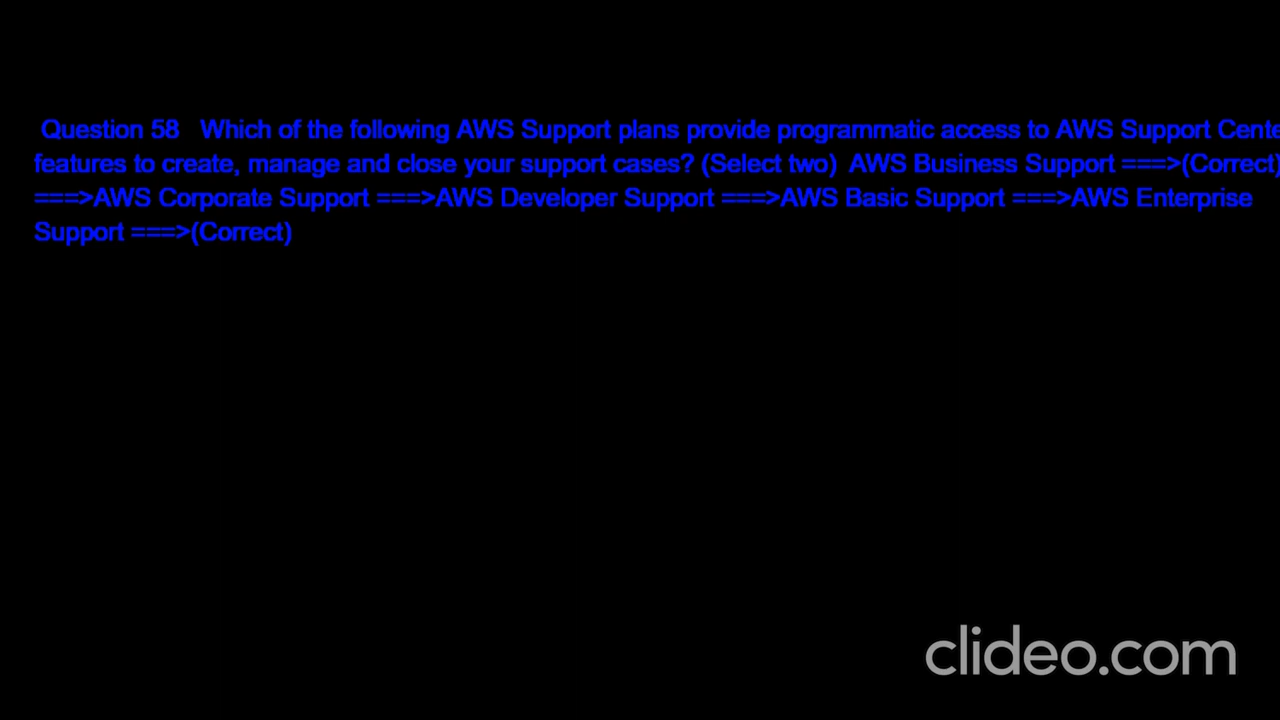 Question 58   Which of the following AWS Support plans provide programmatic access to AWS Support Cente
features to create, manage and close your support cases? (Select two)  AWS Business Support ===>(Correct)
===>AWS Corporate Support ===>AWS Developer Support ===>AWS Basic Support ===>AWS Enterprise
Support ===>(Correct)
clideo.com